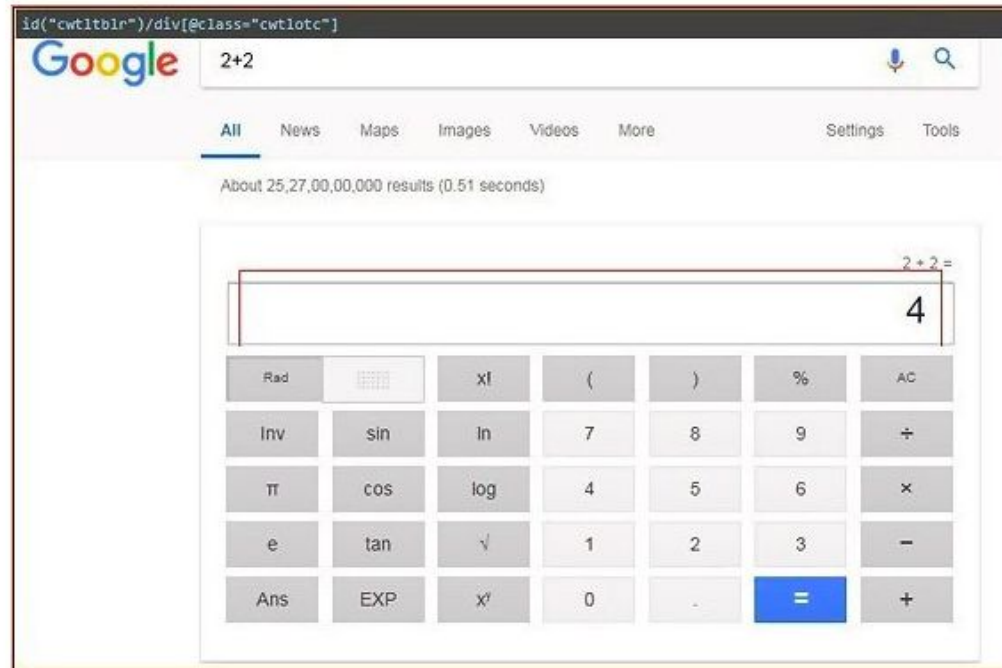 id("cwtltblr")/div[@class="cwtlotc"]
Google 2+2
All News Maps Images Videos More Settings Tools
About 25,27,00,00,000 results (0.51 seconds)
2 + 2 =
4
Rad x! ( ) % AC
Inv sin ln 7 8 9 ÷
π cos log 4 5 6 ×
e tan √ 1 2 3 −
Ans EXP xʸ 0 . = +